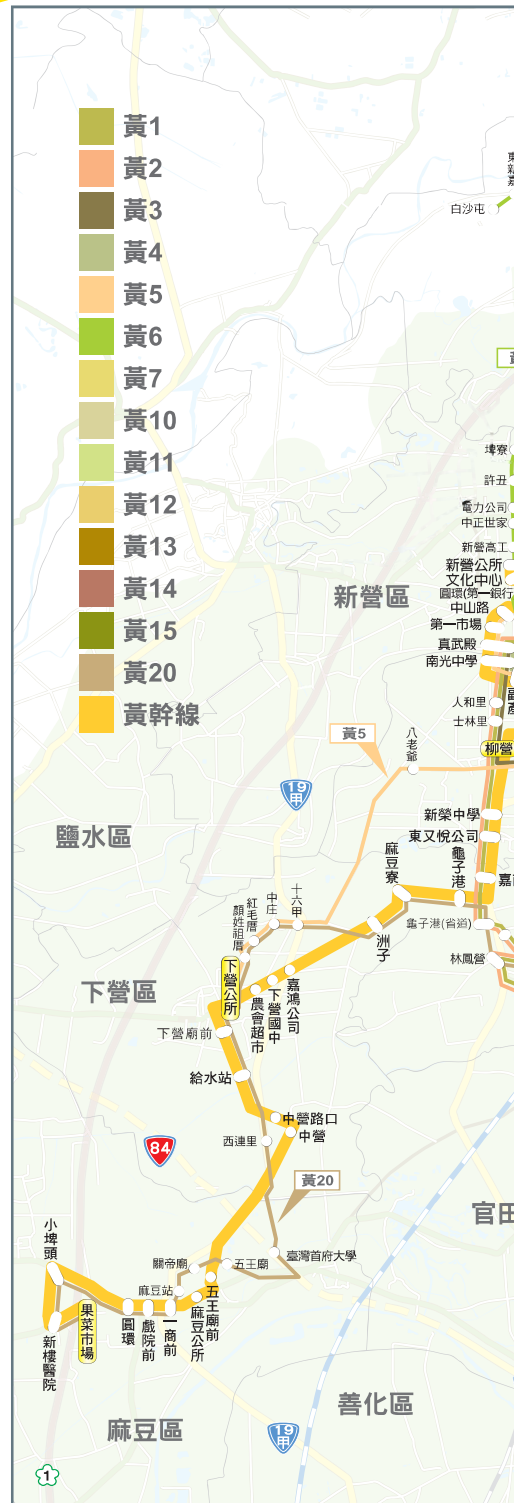 黃1
黃2
黃3
黃4
黃5
黃6
黃7
黃10
黃11
黃12
黃13
黃14
黃15
黃20
黃幹線
白沙屯
埤寮
許丑
電力公司
中正世家
新營高工
新營公所
文化中心
圓環(第一銀行
中山路
第一市場
真武殿
南光中學
新營區
人和里
士林里
黃5
八老爺
柳營
19甲
新榮中學
東又悅公司
鹽水區
麻豆寮
龜子港
嘉
十六甲
中庄
紅毛厝
顏姓祖厝
洲子
龜子港(省道)
林鳳營
下營公所
嘉鴻公司
下營國中
農會超市
下營區
下營廟前
給水站
中營路口
中營
西連里
84
黃20
官田
小埤頭
關帝廟
五王廟
臺灣首府大學
麻豆站
果菜市場
新樓醫院
圓環
戲院前
一商前
麻豆公所
五王廟前
善化區
麻豆區
19甲
1